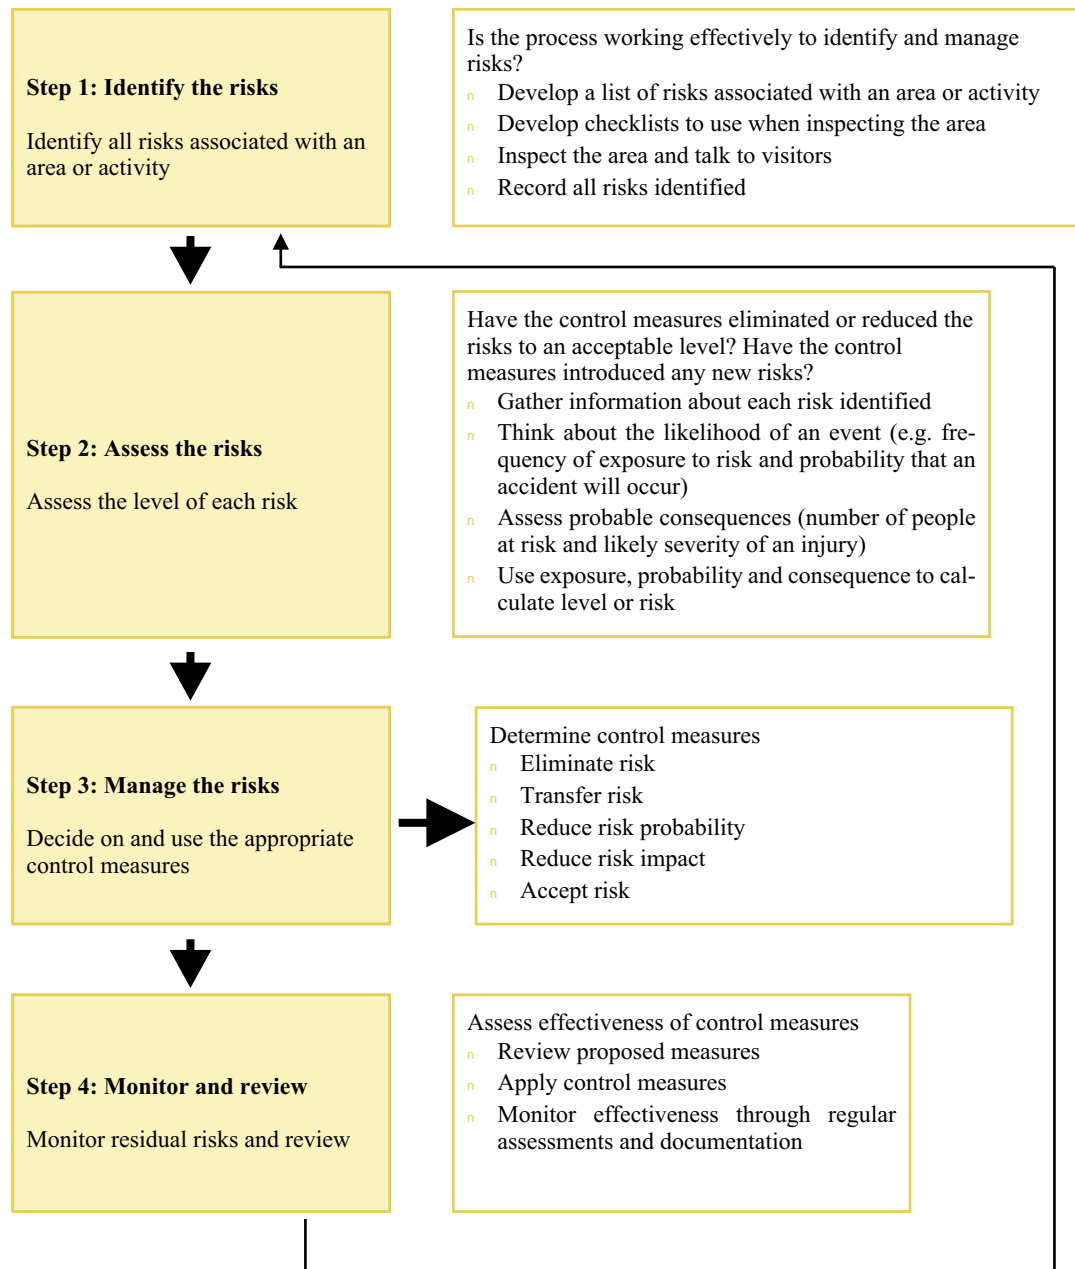 Step 1: Identify the risks
Identify all risks associated with an
area or activity
Is the process working effectively to identify and manage
risks?
n Develop a list of risks associated with an area or activity
n Develop checklists to use when inspecting the area
n Inspect the area and talk to visitors
n Record all risks identified
Step 2: Assess the risks
Assess the level of each risk
Have the control measures eliminated or reduced the
risks to an acceptable level? Have the control
measures introduced any new risks?
n Gather information about each risk identified
n Think about the likelihood of an event (e.g. fre-
quency of exposure to risk and probability that an
accident will occur)
n Assess probable consequences (number of people
at risk and likely severity of an injury)
n Use exposure, probability and consequence to cal-
culate level or risk
Step 3: Manage the risks
Decide on and use the appropriate
control measures
Determine control measures
n Eliminate risk
n Transfer risk
n Reduce risk probability
n Reduce risk impact
n Accept risk
Step 4: Monitor and review
Monitor residual risks and review
Assess effectiveness of control measures
n Review proposed measures
n Apply control measures
n Monitor effectiveness through regular
assessments and documentation